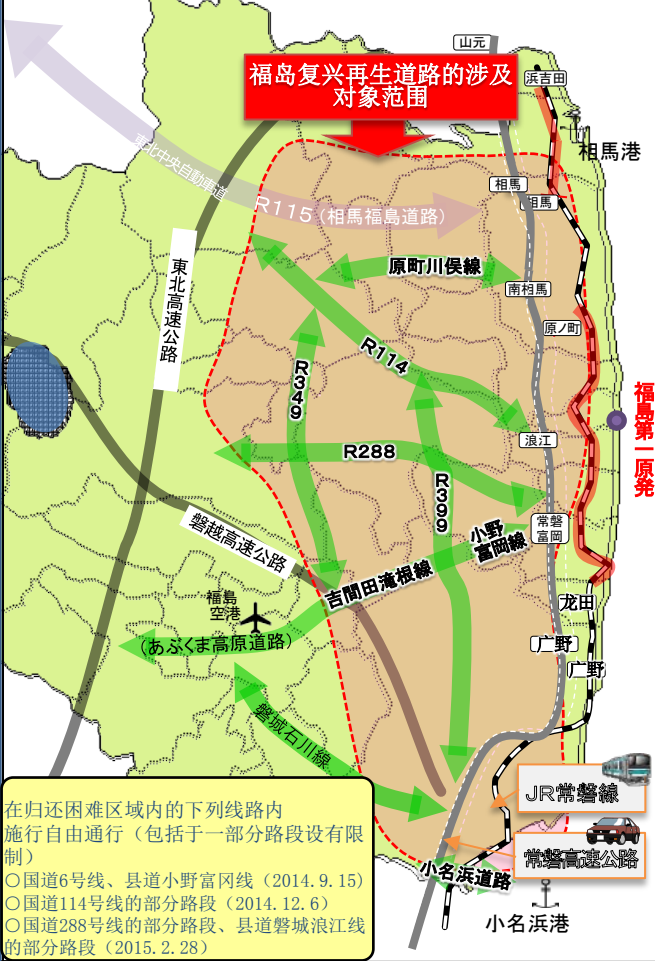 山元
福岛复兴再生道路的涉及
对象范围
浜吉田
相馬港
東北中央自動車道
相馬
相馬
R115(相馬福島道路)
原町川俣線
東北高速公路
南相馬
原ノ町
R114
R349
福島第一原発
浪江
R288
R399
常磐
富岡
小野
富岡線
磐越高速公路
吉間田滝根線
福島
空港
龙田
(あぶくま高原道路)
广野
广野
磐城石川線
JR常磐線
常磐高速公路
小名浜道路
小名浜港
在归还困难区域内的下列线路内
施行自由通行（包括于一部分路段设有限
制）
○国道6号线、县道小野富冈线（2014.9.15）
○国道114号线的部分路段（2014.12.6）
○国道288号线的部分路段、县道磐城浪江线
的部分路段（2015.2.28）